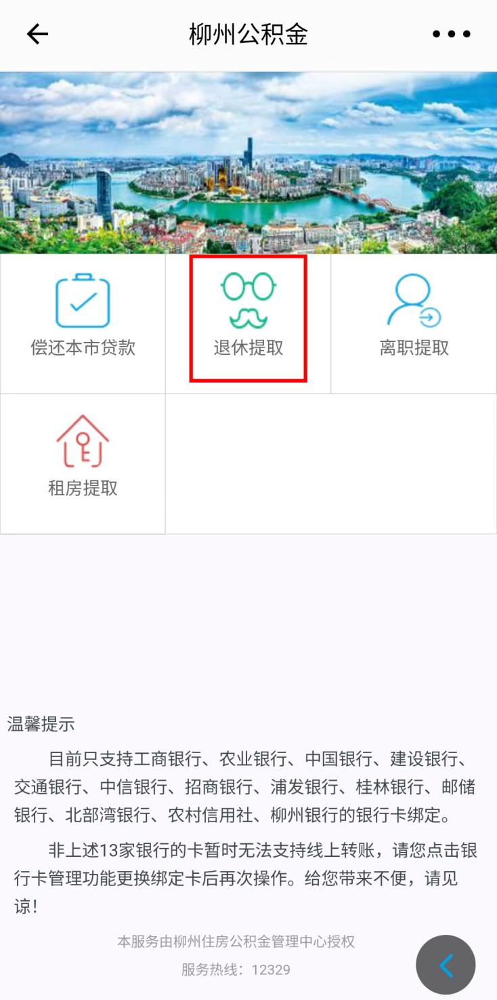 柳州公积金
偿还本市贷款
退休提取
离职提取
租房提取
温馨提示
目前只支持工商银行、农业银行、中国银行、建设银行、
交通银行、中信银行、招商银行、浦发银行、桂林银行、邮储
银行、北部湾银行、农村信用社、柳州银行的银行卡绑定。
非上述13家银行的卡暂时无法支持线上转账，请您点击银
行卡管理功能更换绑定卡后再次操作。给您带来不便，请见
谅！
本服务由柳州住房公积金管理中心授权
服务热线：12329